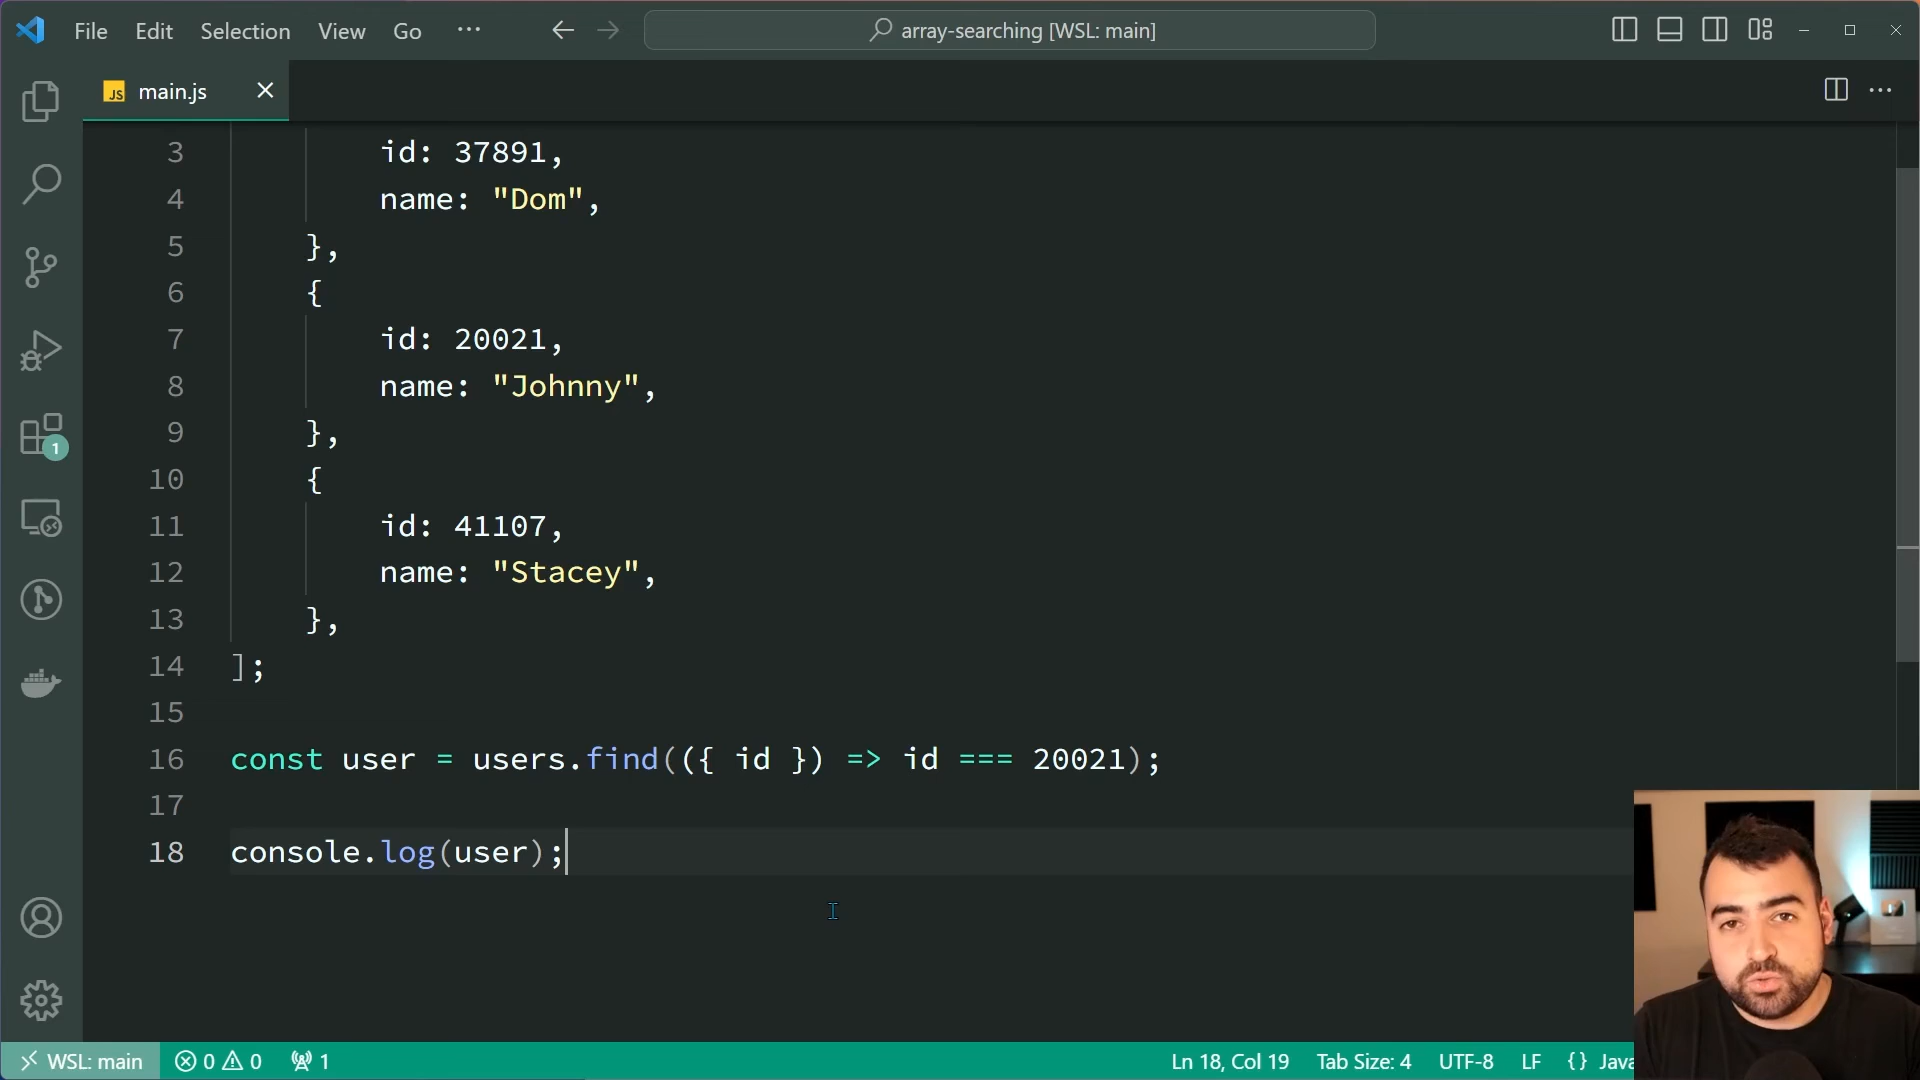 File Edit Selection View Go ··· array-searching [WSL: main]
JS main.js
3 id: 37891,
4 name: "Dom",
5 },
6 {
7 id: 20021,
8 name: "Johnny",
9 },
10 {
11 id: 41107,
12 name: "Stacey",
13 },
14 ];
15
16 const user = users.find(({ id }) => id === 20021);
17
18 console.log(user);
1
WSL: main 0 0 1 Ln 18, Col 19 Tab Size: 4 UTF-8 LF {} Java